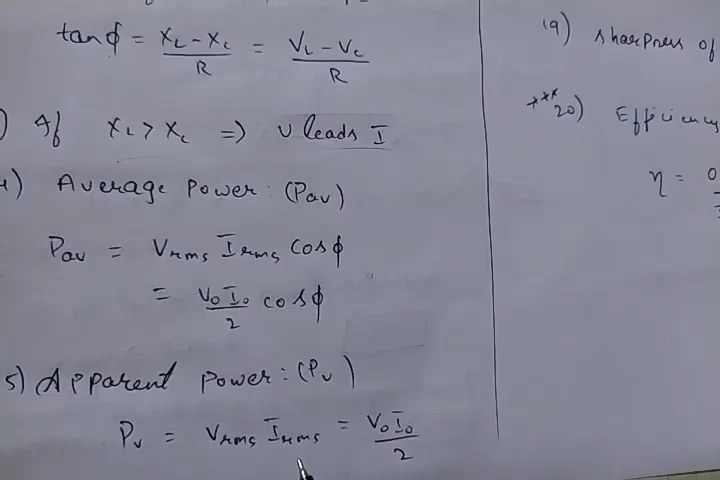 tanϕ = (X_L - X_C)/R = (V_L - V_C)/R
) If X_L > X_C => V leads I
) Average Power: (Pav)
Pav = Vrms Irms cosϕ
= V₀I₀/2 cosϕ
5) Apparent Power: (Pv)
Pv = Vrms Irms = V₀I₀/2
19) sharpness of
*** 20) Efficiency
η =